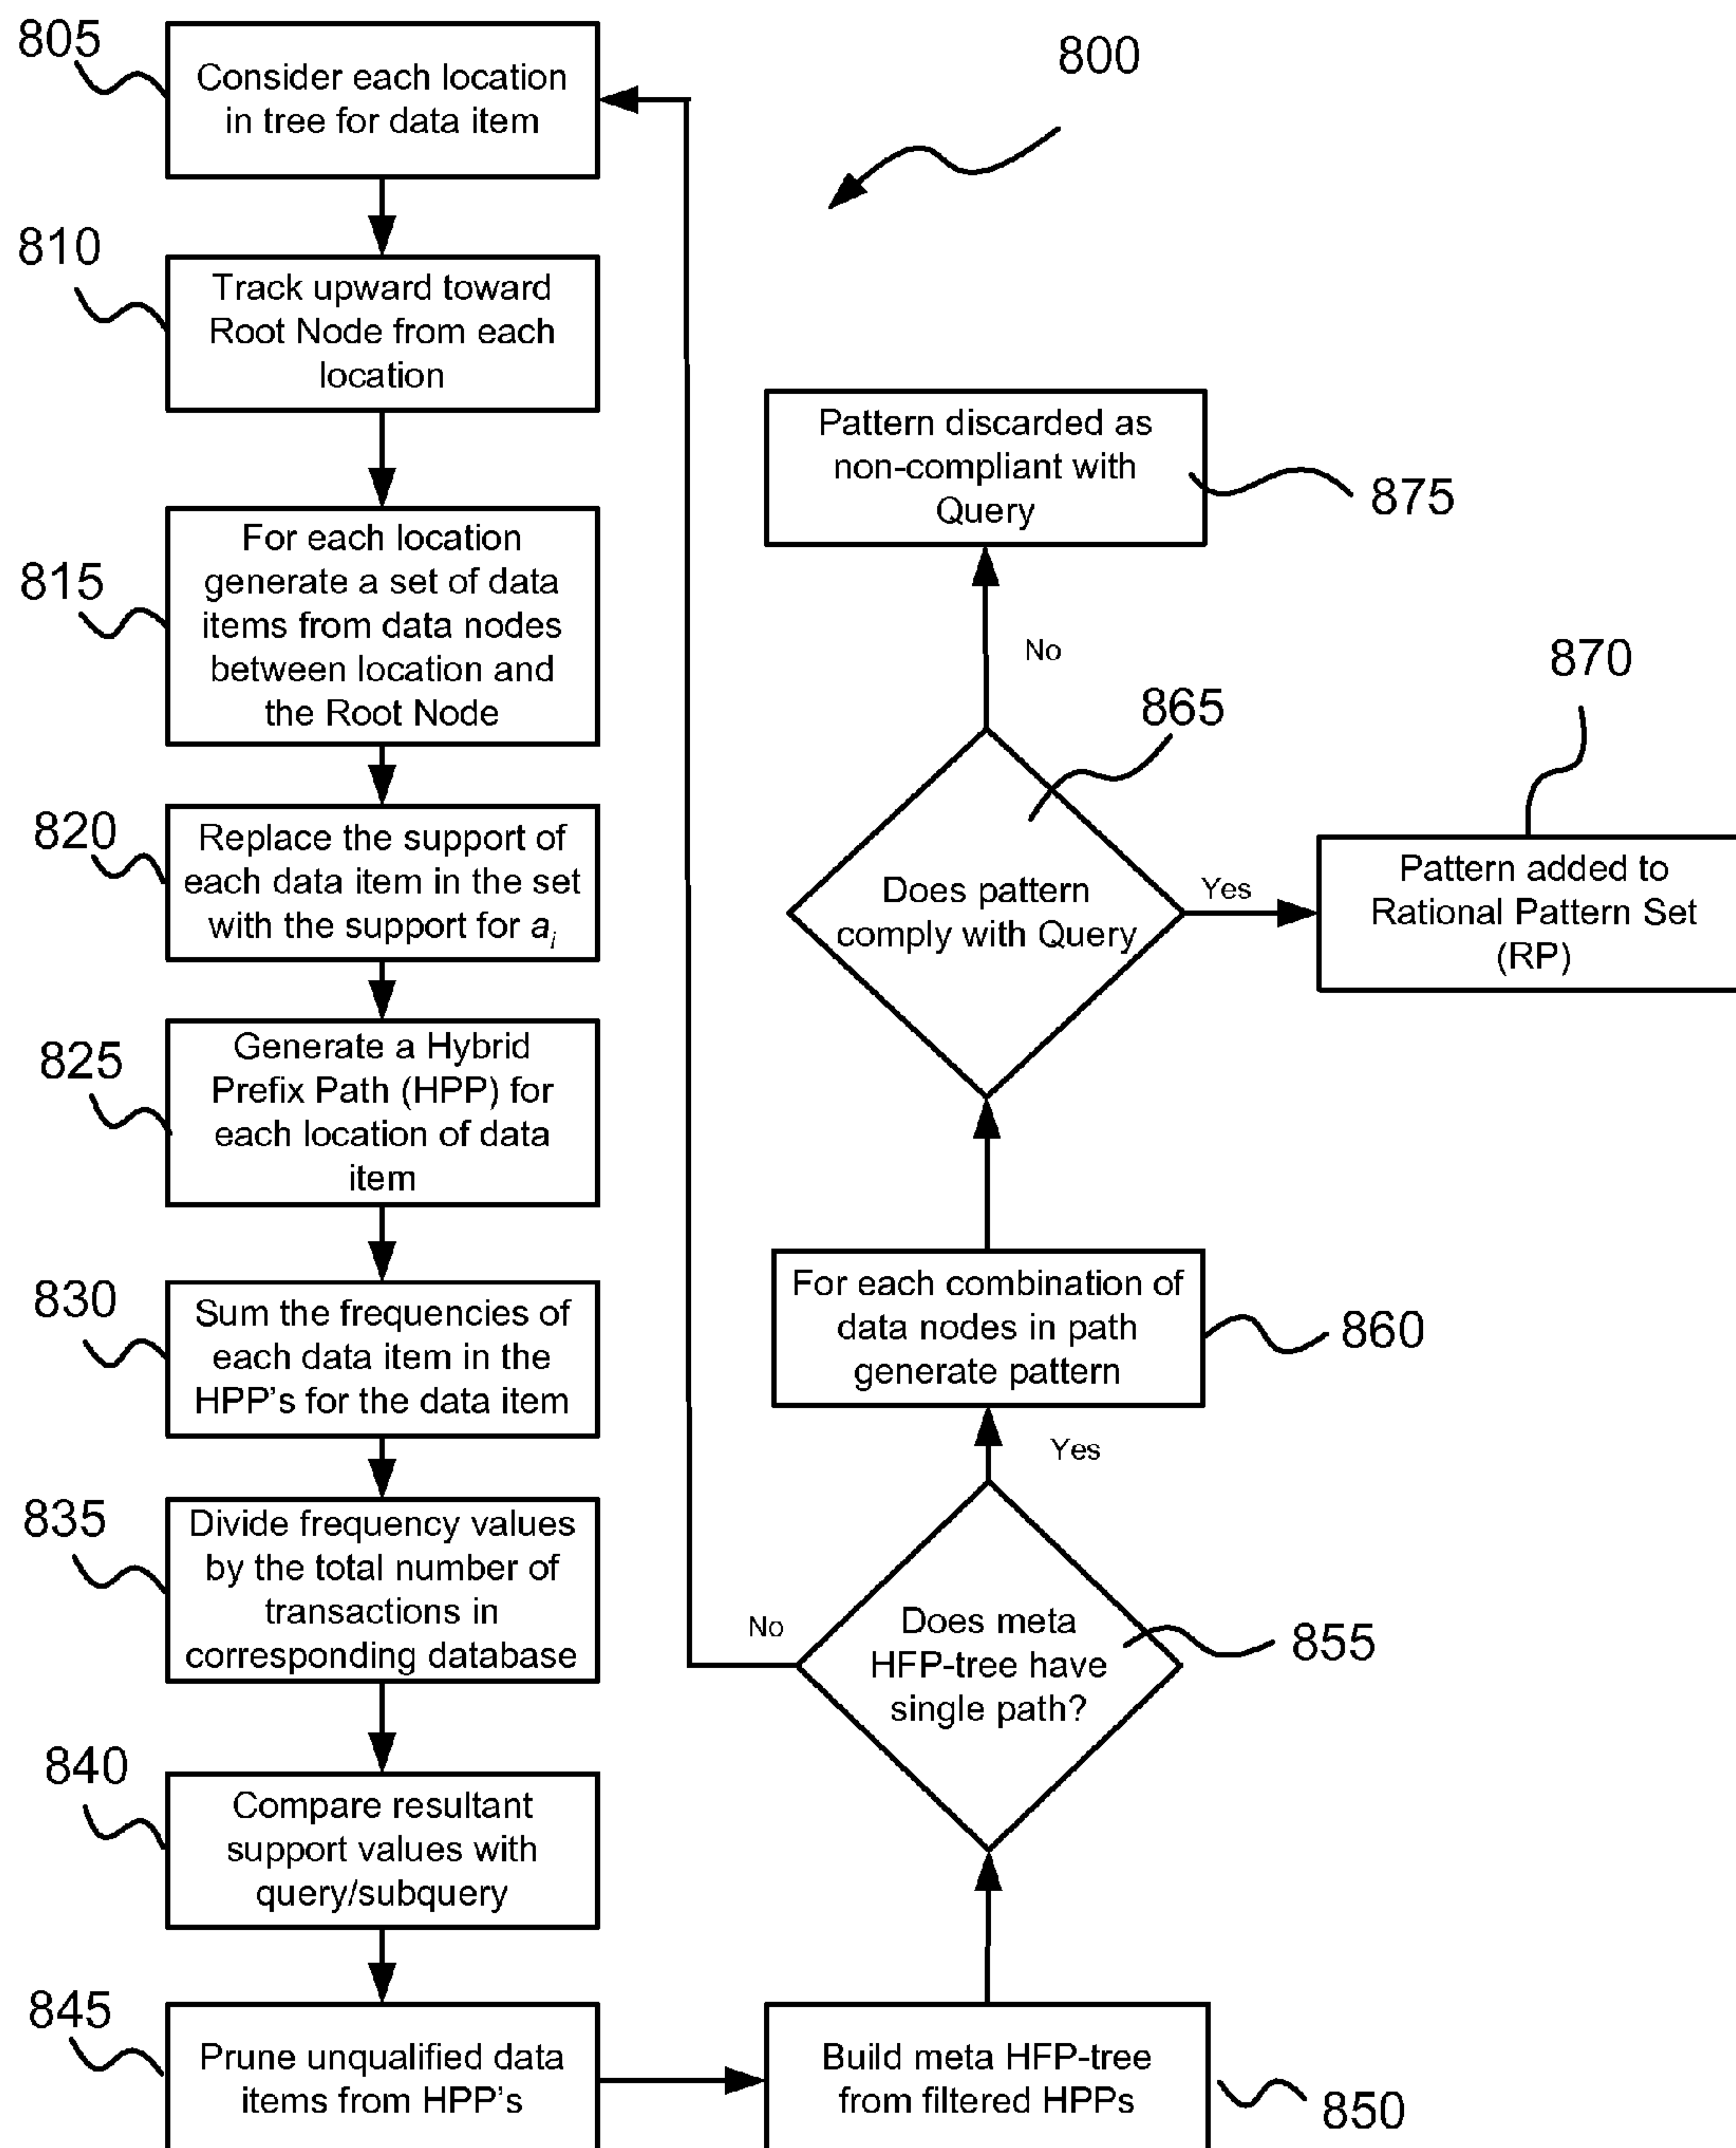 805
Consider each location
in tree for data item
800
810
Track upward toward
Root Node from each
location
815
For each location
generate a set of data
items from data nodes
between location and
the Root Node
820
Replace the support of
each data item in the set
with the support for ai
825
Generate a Hybrid
Prefix Path (HPP) for
each location of data
item
830
Sum the frequencies of
each data item in the
HPP's for the data item
835
Divide frequency values
by the total number of
transactions in
corresponding database
840
Compare resultant
support values with
query/subquery
845
Prune unqualified data
items from HPP's
Build meta HFP-tree
from filtered HPPs
850
Does meta
HFP-tree have
single path?
855
No
Yes
For each combination of
data nodes in path
generate pattern
860
Does pattern
comply with Query
865
Yes
870
Pattern added to
Rational Pattern Set
(RP)
No
Pattern discarded as
non-compliant with
Query
875